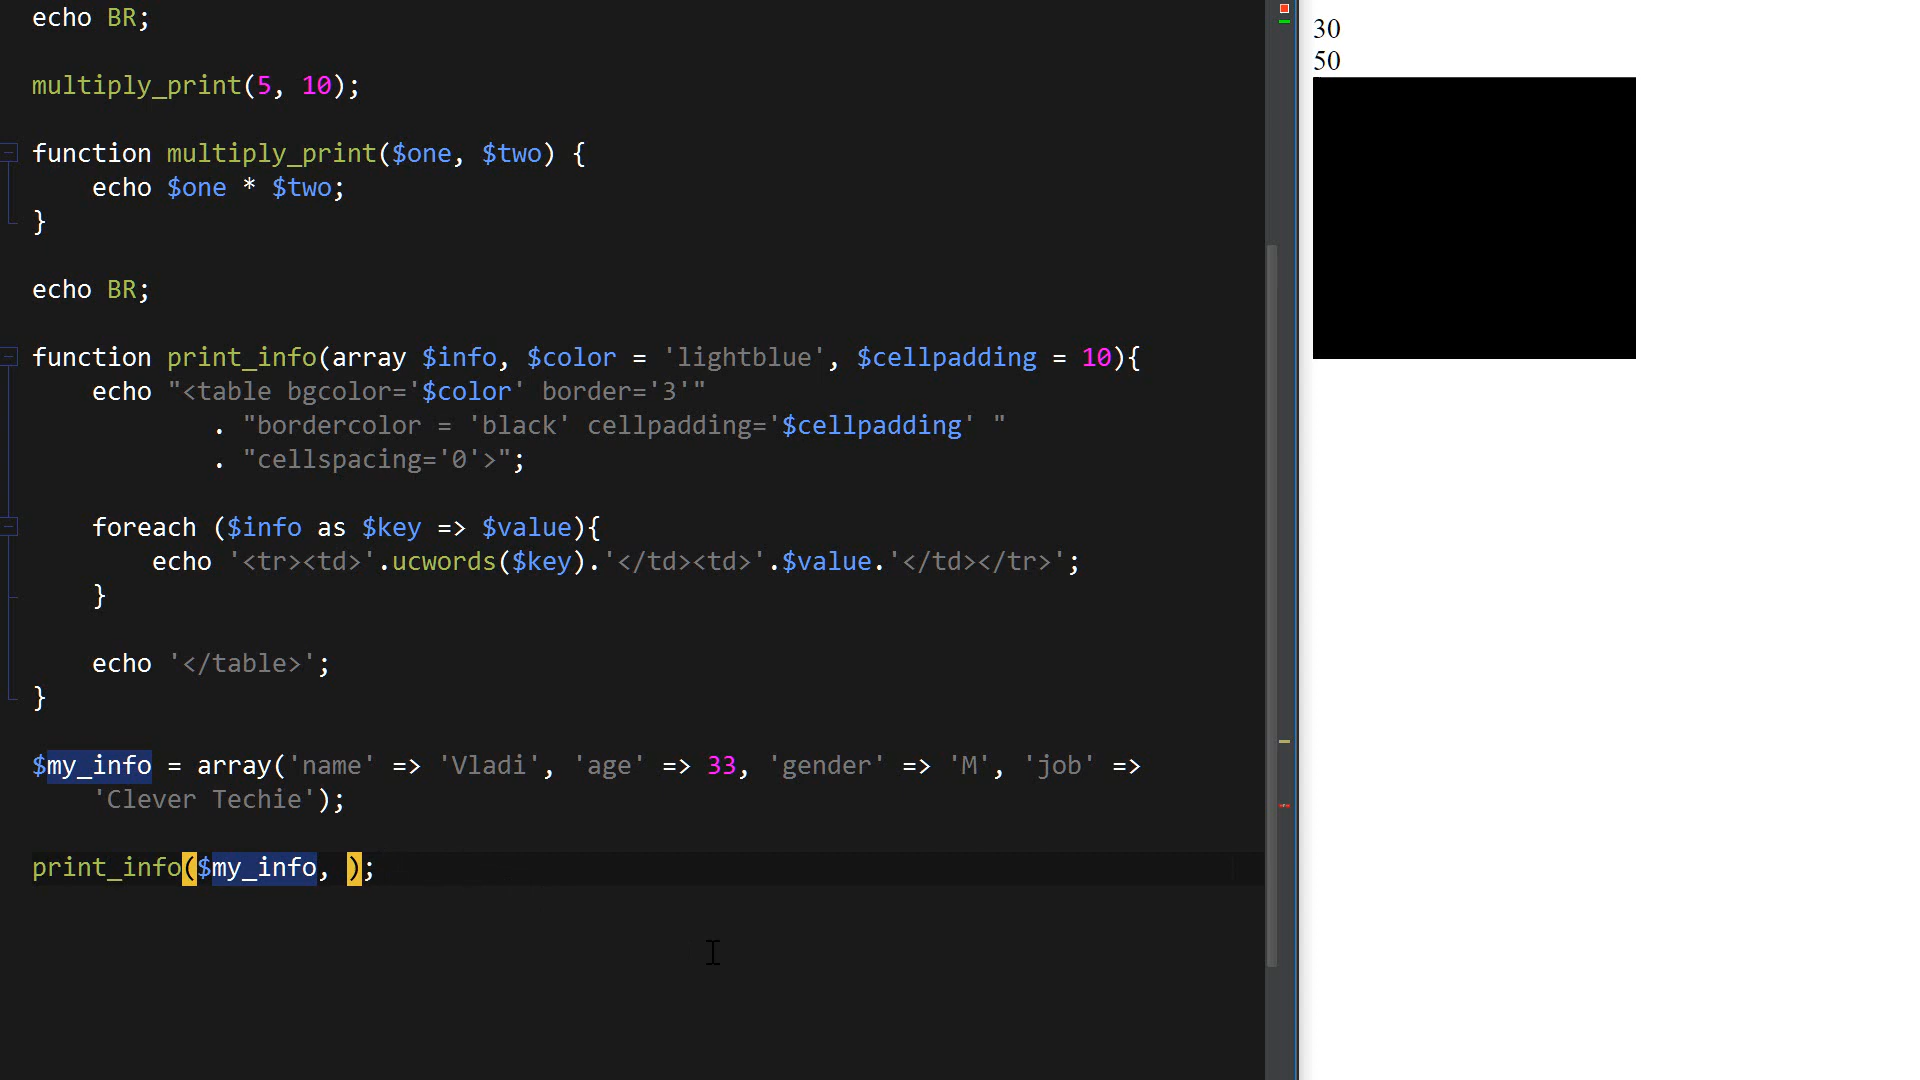 echo BR;
multiply_print(5, 10);
function multiply_print($one, $two) {
    echo $one * $two;
}
echo BR;
function print_info(array $info, $color = 'lightblue', $cellpadding = 10){
    echo "<table bgcolor='$color' border='3'"
            . "bordercolor = 'black' cellpadding='$cellpadding' "
            . "cellspacing='0'>";
    foreach ($info as $key => $value){
        echo '<tr><td>'.ucwords($key).'</td><td>'.$value.'</td></tr>';
    }
    echo '</table>';
}
$my_info = array('name' => 'Vladi', 'age' => 33, 'gender' => 'M', 'job' =>
    'Clever Techie');
print_info($my_info, );
30
50